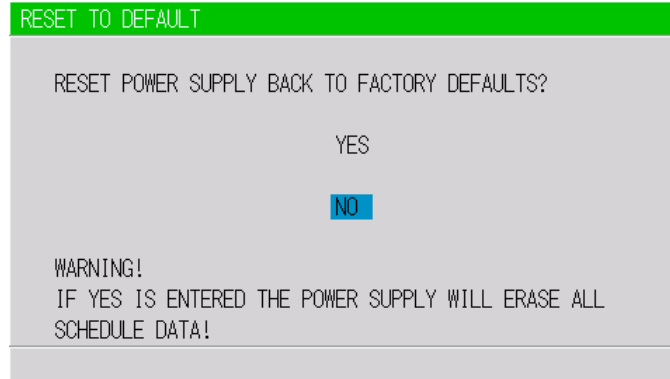 RESET TO DEFAULT
RESET POWER SUPPLY BACK TO FACTORY DEFAULTS?
YES
NO
WARNING!
IF YES IS ENTERED THE POWER SUPPLY WILL ERASE ALL
SCHEDULE DATA!